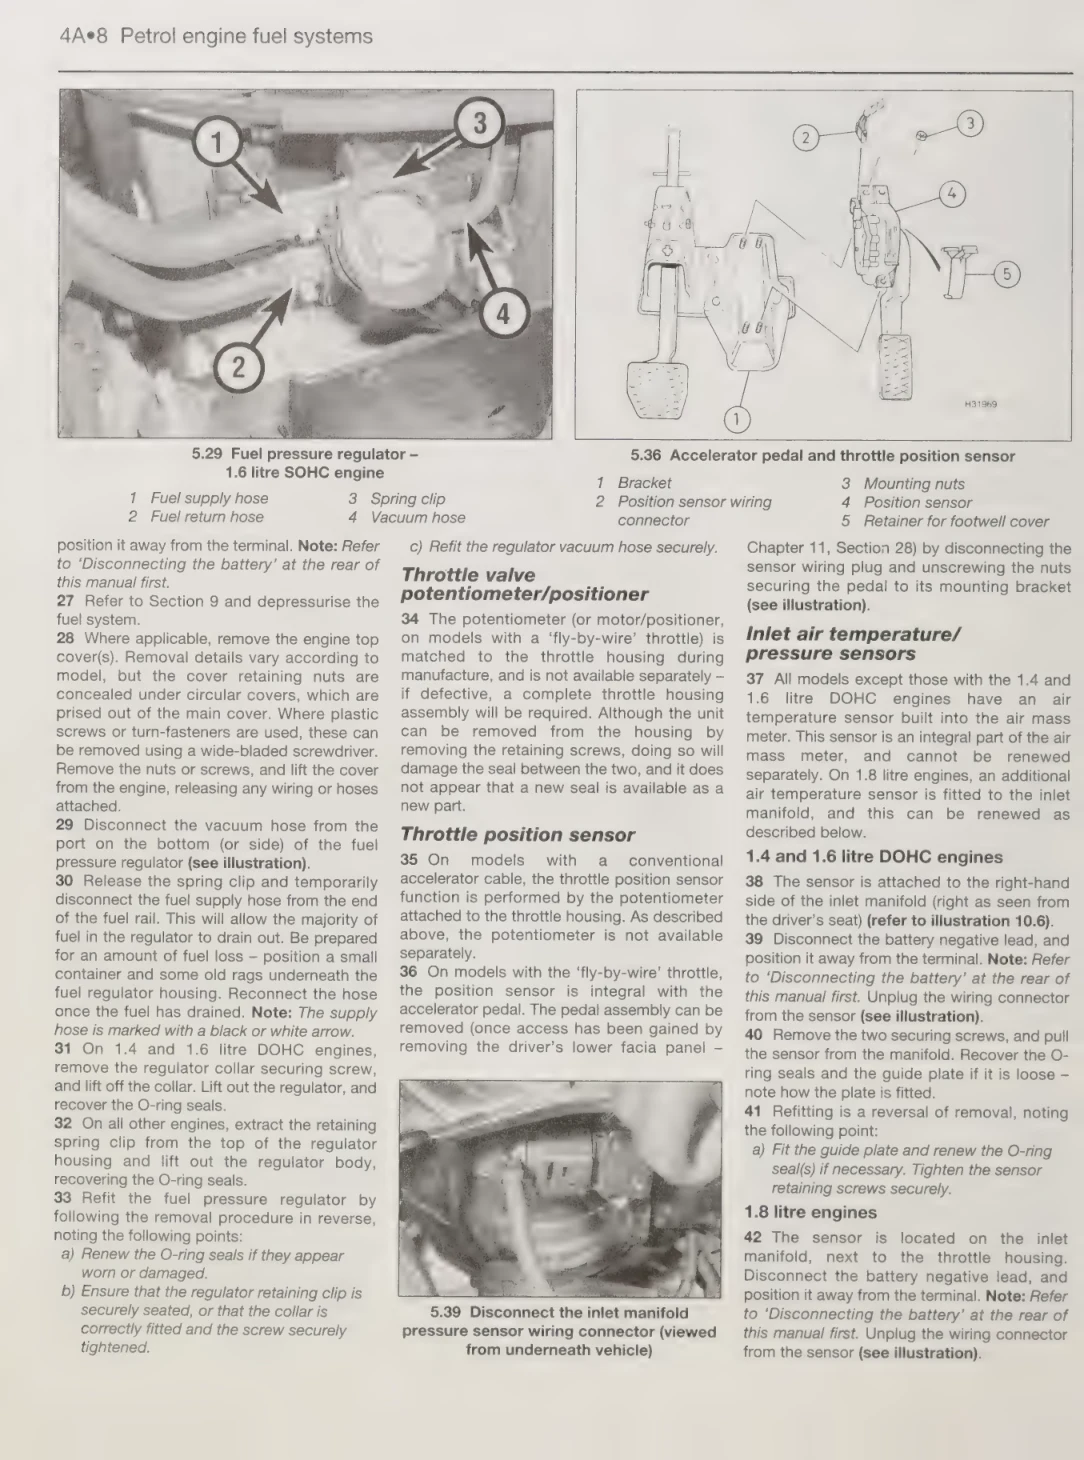 4A•8 Petrol engine fuel systems
1
3
2
4
5.29 Fuel pressure regulator –
1.6 litre SOHC engine
1 Fuel supply hose
2 Fuel return hose
3 Spring clip
4 Vacuum hose
2
3
4
5
1
H31969
5.36 Accelerator pedal and throttle position sensor
1 Bracket
2 Position sensor wiring
connector
3 Mounting nuts
4 Position sensor
5 Retainer for footwell cover
position it away from the terminal. Note: Refer
to 'Disconnecting the battery' at the rear of
this manual first.
27 Refer to Section 9 and depressurise the
fuel system.
28 Where applicable, remove the engine top
cover(s). Removal details vary according to
model, but the cover retaining nuts are
concealed under circular covers, which are
prised out of the main cover. Where plastic
screws or turn-fasteners are used, these can
be removed using a wide-bladed screwdriver.
Remove the nuts or screws, and lift the cover
from the engine, releasing any wiring or hoses
attached.
29 Disconnect the vacuum hose from the
port on the bottom (or side) of the fuel
pressure regulator (see illustration).
30 Release the spring clip and temporarily
disconnect the fuel supply hose from the end
of the fuel rail. This will allow the majority of
fuel in the regulator to drain out. Be prepared
for an amount of fuel loss – position a small
container and some old rags underneath the
fuel regulator housing. Reconnect the hose
once the fuel has drained. Note: The supply
hose is marked with a black or white arrow.
31 On 1.4 and 1.6 litre DOHC engines,
remove the regulator collar securing screw,
and lift off the collar. Lift out the regulator, and
recover the O-ring seals.
32 On all other engines, extract the retaining
spring clip from the top of the regulator
housing and lift out the regulator body,
recovering the O-ring seals.
33 Refit the fuel pressure regulator by
following the removal procedure in reverse,
noting the following points:
a) Renew the O-ring seals if they appear
worn or damaged.
b) Ensure that the regulator retaining clip is
securely seated, or that the collar is
correctly fitted and the screw securely
tightened.
c) Refit the regulator vacuum hose securely.
Throttle valve
potentiometer/positioner
34 The potentiometer (or motor/positioner,
on models with a 'fly-by-wire' throttle) is
matched to the throttle housing during
manufacture, and is not available separately –
if defective, a complete throttle housing
assembly will be required. Although the unit
can be removed from the housing by
removing the retaining screws, doing so will
damage the seal between the two, and it does
not appear that a new seal is available as a
new part.
Throttle position sensor
35 On models with a conventional
accelerator cable, the throttle position sensor
function is performed by the potentiometer
attached to the throttle housing. As described
above, the potentiometer is not available
separately.
36 On models with the 'fly-by-wire' throttle,
the position sensor is integral with the
accelerator pedal. The pedal assembly can be
removed (once access has been gained by
removing the driver's lower facia panel –
5.39 Disconnect the inlet manifold
pressure sensor wiring connector (viewed
from underneath vehicle)
Chapter 11, Section 28) by disconnecting the
sensor wiring plug and unscrewing the nuts
securing the pedal to its mounting bracket
(see illustration).
Inlet air temperature/
pressure sensors
37 All models except those with the 1.4 and
1.6 litre DOHC engines have an air
temperature sensor built into the air mass
meter. This sensor is an integral part of the air
mass meter, and cannot be renewed
separately. On 1.8 litre engines, an additional
air temperature sensor is fitted to the inlet
manifold, and this can be renewed as
described below.
1.4 and 1.6 litre DOHC engines
38 The sensor is attached to the right-hand
side of the inlet manifold (right as seen from
the driver's seat) (refer to illustration 10.6).
39 Disconnect the battery negative lead, and
position it away from the terminal. Note: Refer
to 'Disconnecting the battery' at the rear of
this manual first. Unplug the wiring connector
from the sensor (see illustration).
40 Remove the two securing screws, and pull
the sensor from the manifold. Recover the O-
ring seals and the guide plate if it is loose –
note how the plate is fitted.
41 Refitting is a reversal of removal, noting
the following point:
a) Fit the guide plate and renew the O-ring
seal(s) if necessary. Tighten the sensor
retaining screws securely.
1.8 litre engines
42 The sensor is located on the inlet
manifold, next to the throttle housing.
Disconnect the battery negative lead, and
position it away from the terminal. Note: Refer
to 'Disconnecting the battery' at the rear of
this manual first. Unplug the wiring connector
from the sensor (see illustration).